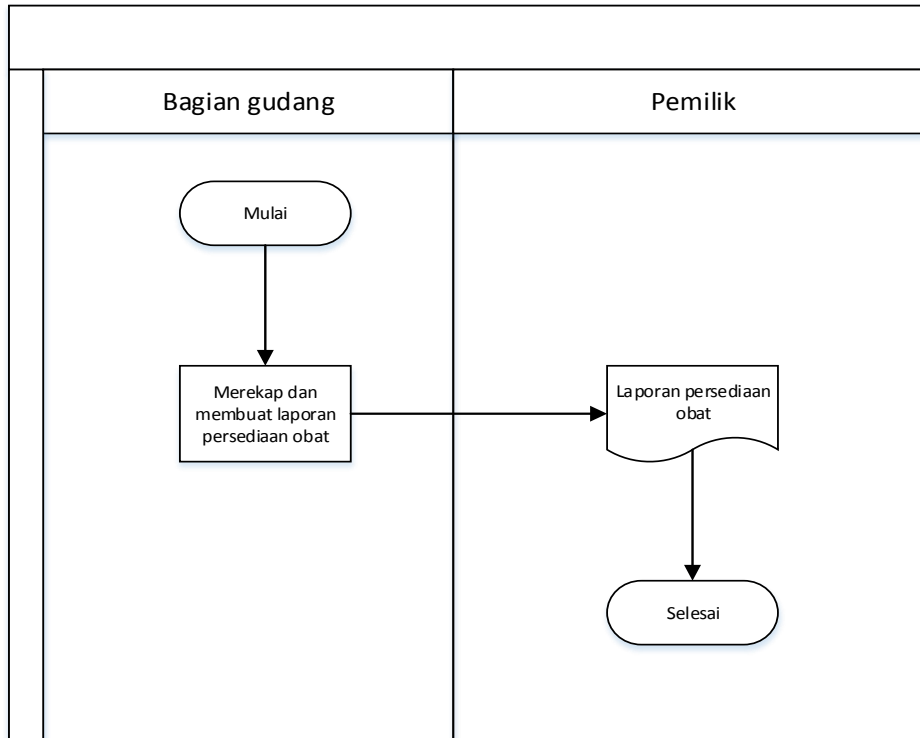 Bagian gudang
Pemilik
Mulai
Merekap dan
membuat laporan
persediaan obat
Laporan persediaan
obat
Selesai